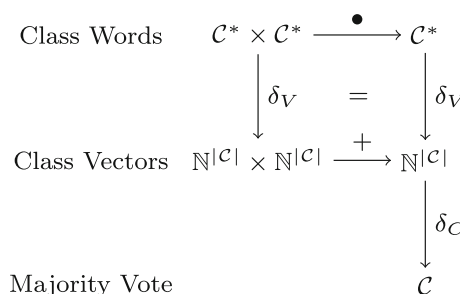 •
Class Words 𝒞* × 𝒞* 𝒞*
δ_V = δ_V
+
Class Vectors ℕ^|𝒞| × ℕ^|𝒞| ℕ^|𝒞|
δ_C
Majority Vote 𝒞